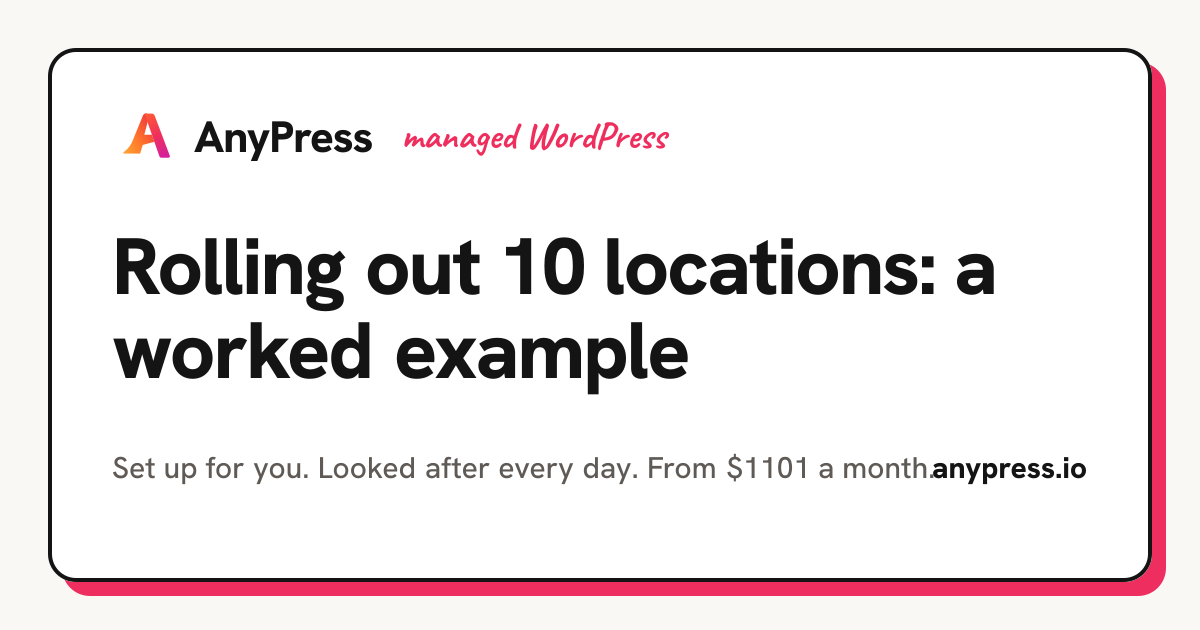 AnyPress managed WordPress
Rolling out 10 locations: a
worked example
Set up for you. Looked after every day. From $1101 a month.anypress.io